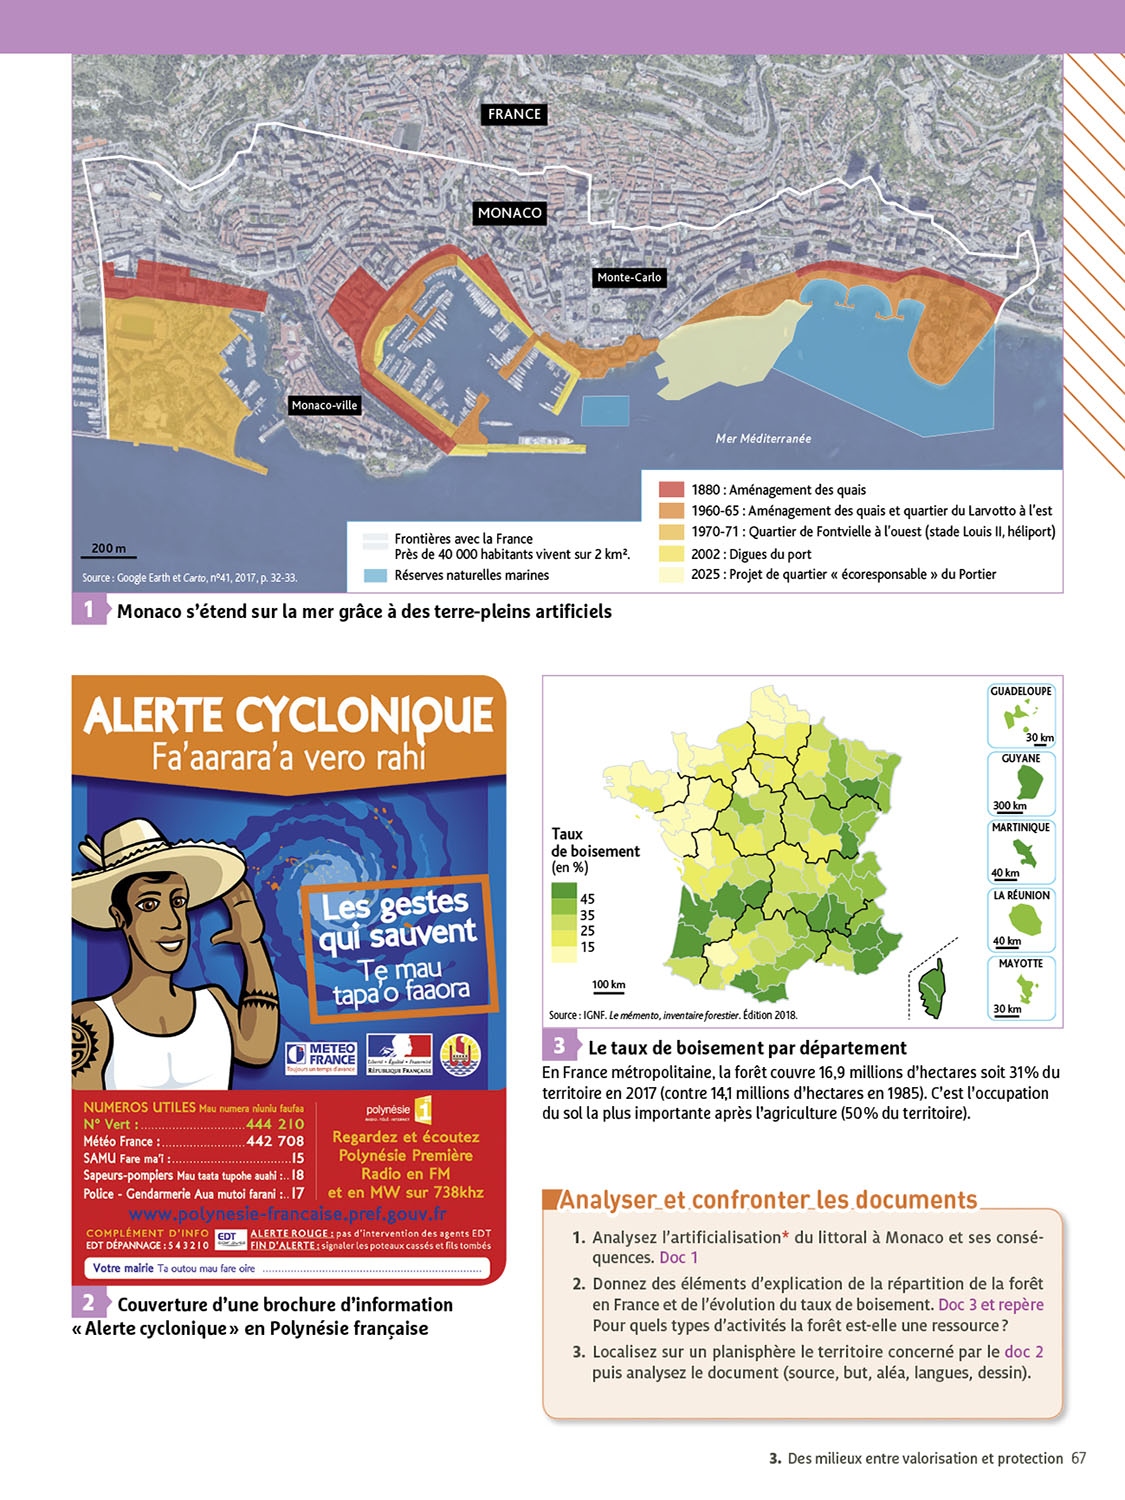 FRANCE
MONACO
Monte-Carlo
Monaco-ville
Mer Méditerranée
200 m
Source : Google Earth et Carto, n°41, 2017, p. 32-33.
Frontières avec la France
Près de 40 000 habitants vivent sur 2 km².
Réserves naturelles marines
1880 : Aménagement des quais
1960-65 : Aménagement des quais et quartier du Larvotto à l'est
1970-71 : Quartier de Fontvielle à l'ouest (stade Louis II, héliport)
2002 : Digues du port
2025 : Projet de quartier « écoresponsable » du Portier
1 Monaco s'étend sur la mer grâce à des terre-pleins artificiels
ALERTE CYCLONIQUE
Fa'aarara'a vero rahi
Les gestes
qui sauvent
Te mau
tapa'o faaora
METEO
FRANCE
Toujours un temps d'avance
Liberté • Égalité • Fraternité
RÉPUBLIQUE FRANÇAISE
NUMEROS UTILES Mau numera niuniu faufaa
N° Vert : 444 210
Météo France : 442 708
SAMU Fare ma'i : 15
Sapeurs-pompiers Mau taata tupohe auahi : 18
Police - Gendarmerie Aua mutoi farani : 17
polynésie 1
Regardez et écoutez
Polynésie Première
Radio en FM
et en MW sur 738khz
www.polynesie-francaise.pref.gouv.fr
COMPLÉMENT D'INFO
EDT DÉPANNAGE : 5 4 3 2 1 0
EDT
ALERTE ROUGE : pas d'intervention des agents EDT
FIN D'ALERTE : signaler les poteaux cassés et fils tombés
Votre mairie Ta outou mau fare oire
2 Couverture d'une brochure d'information
« Alerte cyclonique » en Polynésie française
Taux
de boisement
(en %)
45
35
25
15
100 km
Source : IGNF. Le mémento, inventaire forestier. Édition 2018.
GUADELOUPE
30 km
GUYANE
300 km
MARTINIQUE
40 km
LA RÉUNION
40 km
MAYOTTE
30 km
3 Le taux de boisement par département
En France métropolitaine, la forêt couvre 16,9 millions d'hectares soit 31 % du
territoire en 2017 (contre 14,1 millions d'hectares en 1985). C'est l'occupation
du sol la plus importante après l'agriculture (50 % du territoire).
Analyser et confronter les documents
1. Analysez l'artificialisation* du littoral à Monaco et ses consé-
quences. Doc 1
2. Donnez des éléments d'explication de la répartition de la forêt
en France et de l'évolution du taux de boisement. Doc 3 et repère
Pour quels types d'activités la forêt est-elle une ressource ?
3. Localisez sur un planisphère le territoire concerné par le doc 2
puis analysez le document (source, but, aléa, langues, dessin).
3. Des milieux entre valorisation et protection 67